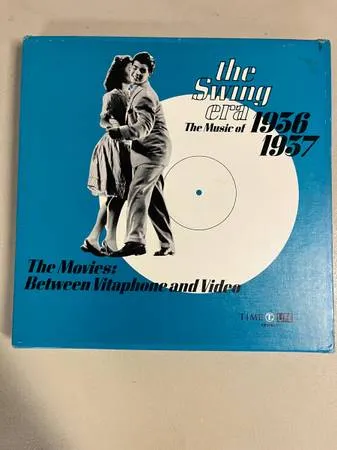 the
Swing
era
The Music of 1936
1937
The Movies:
Between Vitaphone and Video
TIME LIFE